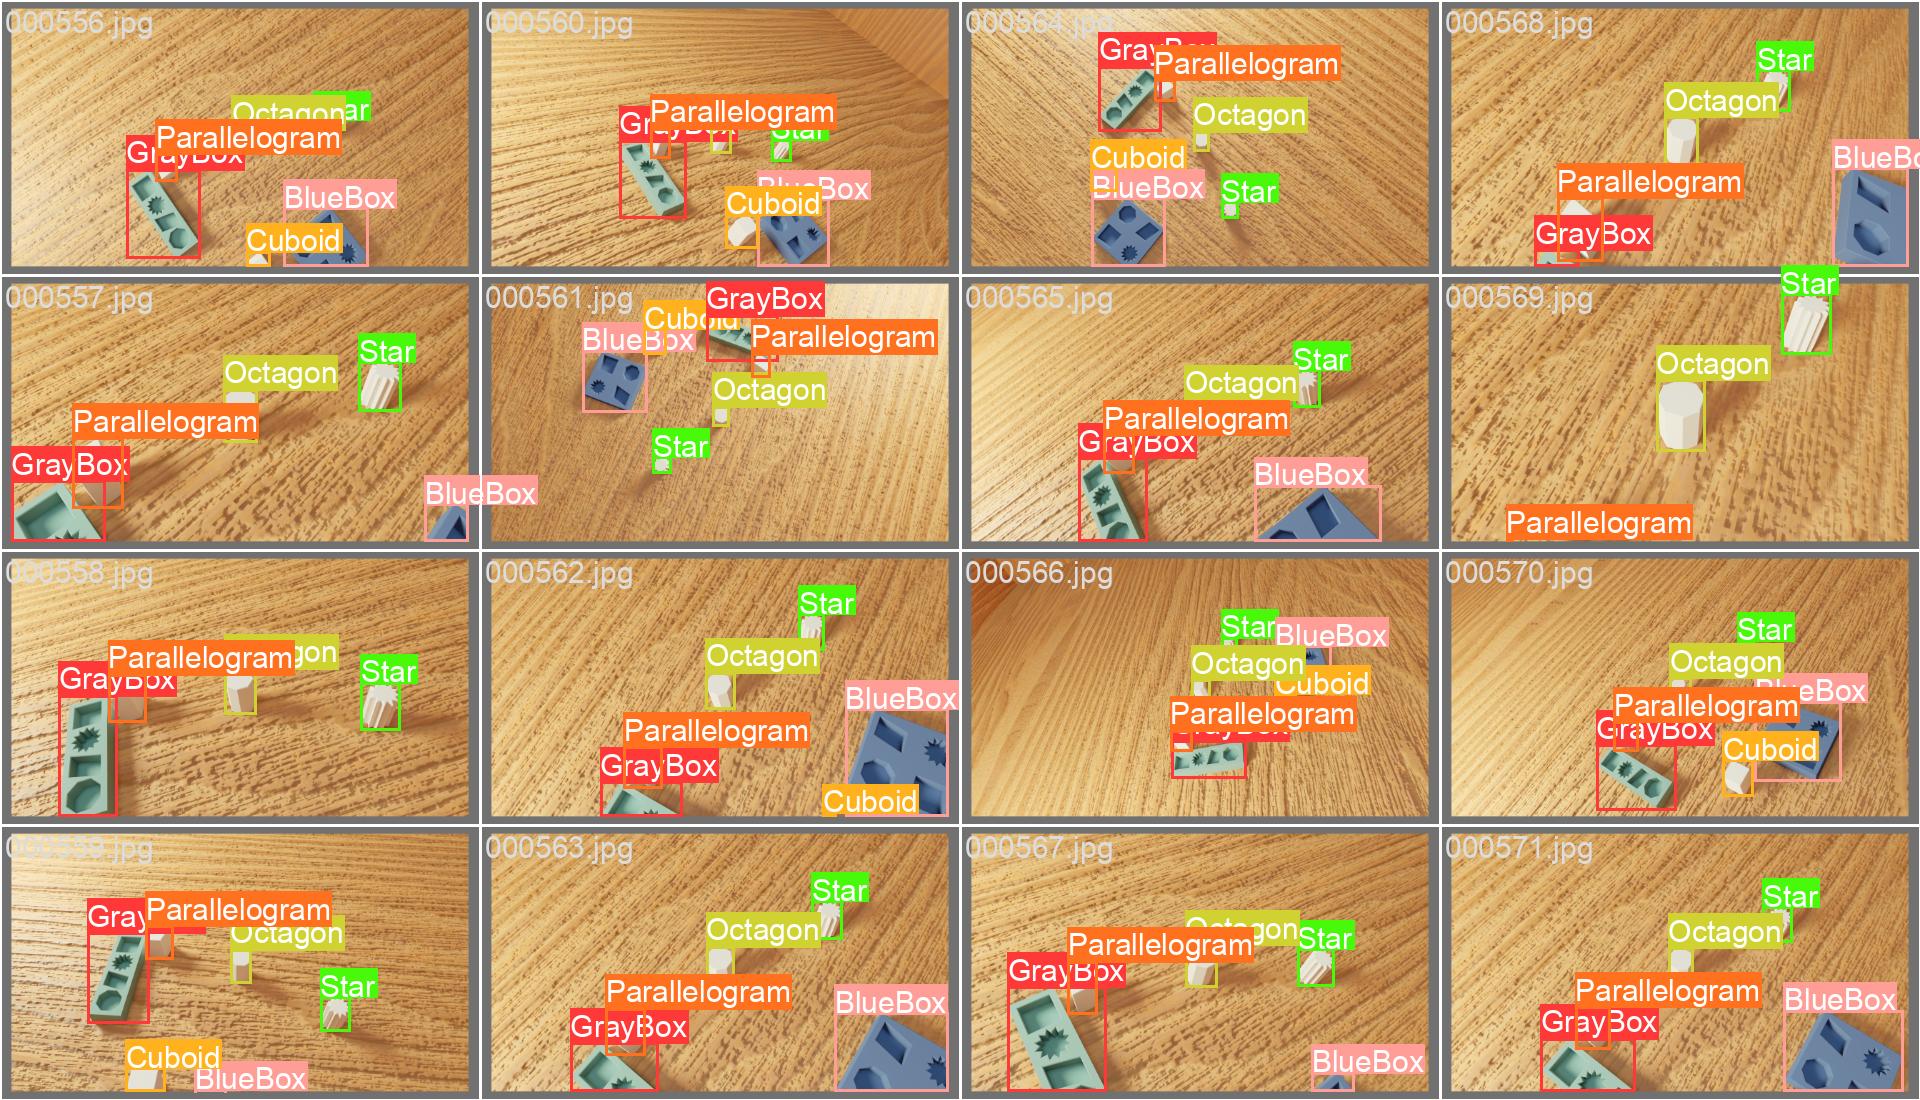 000556.jpg
Octagon
Star
Parallelogram
GrayBox
BlueBox
Cuboid
000560.jpg
Parallelogram
GrayBox
Star
BlueBox
Cuboid
000564.jpg
GrayBox
Parallelogram
Octagon
Cuboid
BlueBox
Star
000568.jpg
Star
Octagon
BlueBo
Parallelogram
GrayBox
000557.jpg
Star
Octagon
Parallelogram
GrayBox
BlueBox
000561.jpg
GrayBox
Cuboid
BlueBox
Parallelogram
Octagon
Star
000565.jpg
Star
Octagon
Parallelogram
GrayBox
BlueBox
000569.jpg
Star
Octagon
Parallelogram
000558.jpg
Parallelogram
gon
GrayBox
Star
000562.jpg
Star
Octagon
BlueBox
Parallelogram
GrayBox
Cuboid
000566.jpg
Star
BlueBox
Octagon
Cuboid
Parallelogram
000570.jpg
Star
Octagon
BlueBox
Parallelogram
GrayBox
Cuboid
000559.jpg
Parallelogram
Gray
Octagon
Star
Cuboid
BlueBox
000563.jpg
Star
Octagon
Parallelogram
BlueBox
GrayBox
000567.jpg
Octagon
Star
Parallelogram
GrayBox
BlueBox
000571.jpg
Star
Octagon
Parallelogram
BlueBox
GrayBox